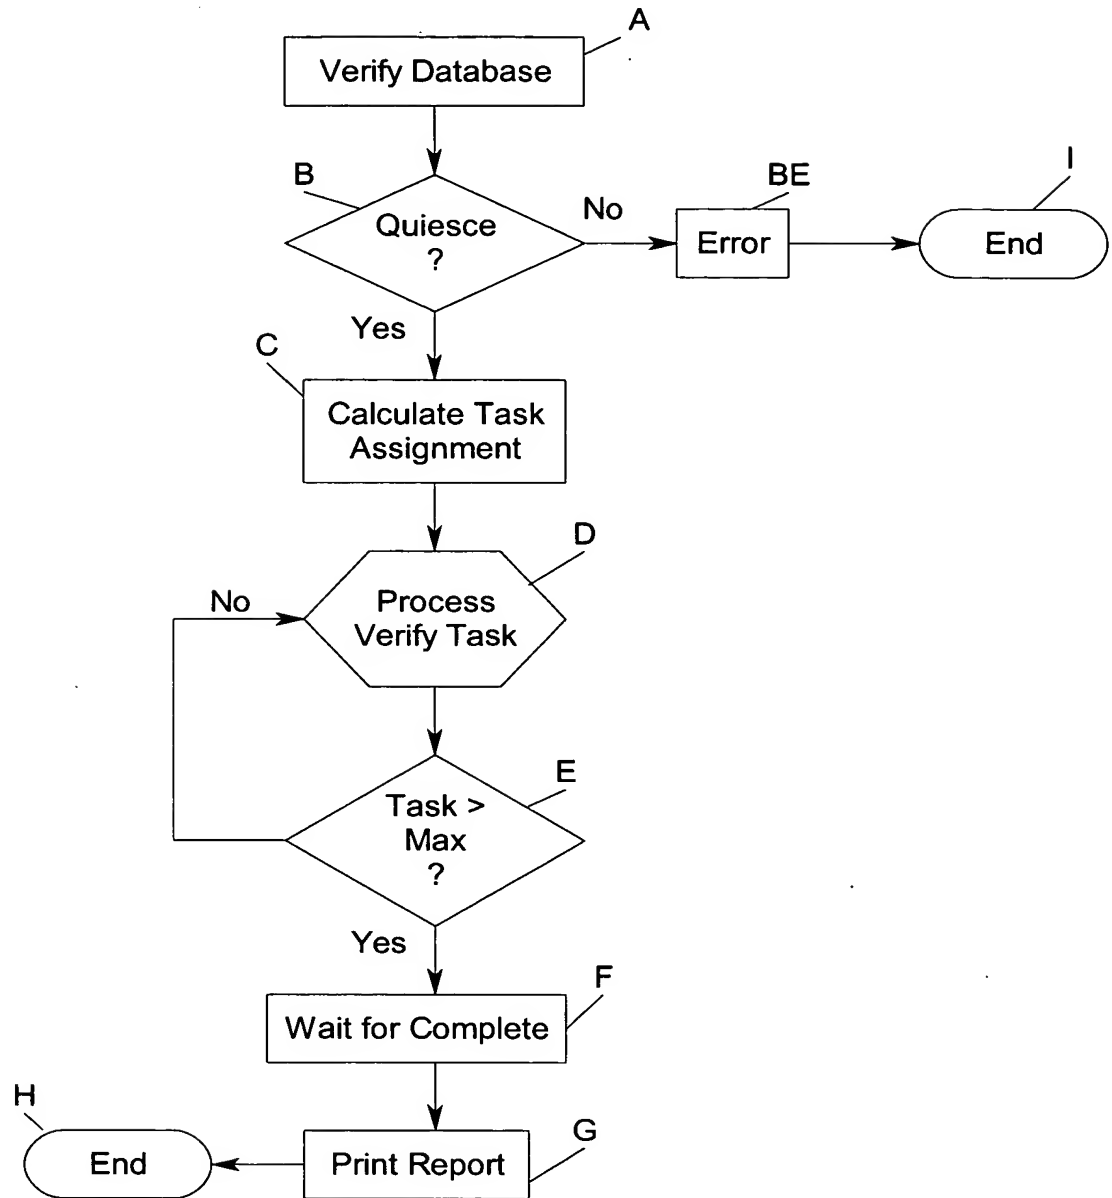 A
Verify Database
B
Quiesce
?
No
BE
Error
I
End
Yes
C
Calculate Task
Assignment
D
No
Process
Verify Task
E
Task >
Max
?
Yes
F
Wait for Complete
H
End
G
Print Report